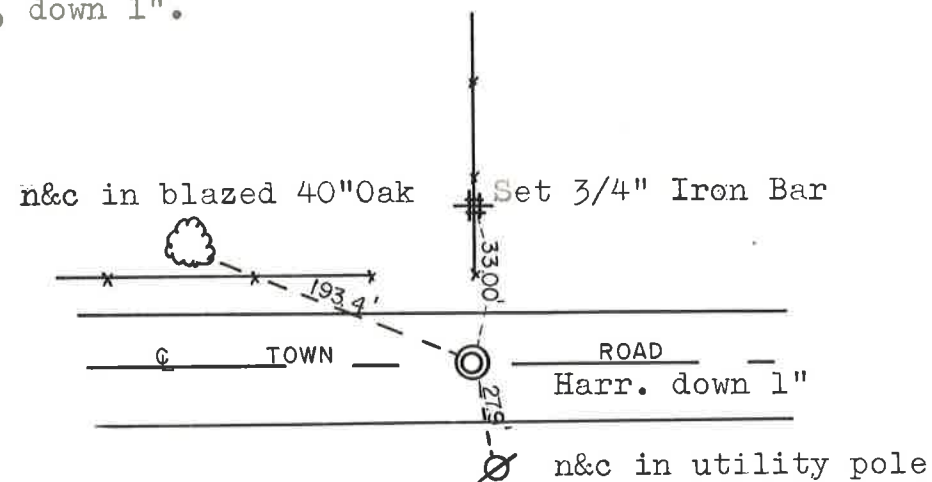 down 1".
n&c in blazed 40"Oak
Set 3/4" Iron Bar
33.00'
193.4'
℄ TOWN ROAD
Harr. down 1"
27.9'
n&c in utility pole